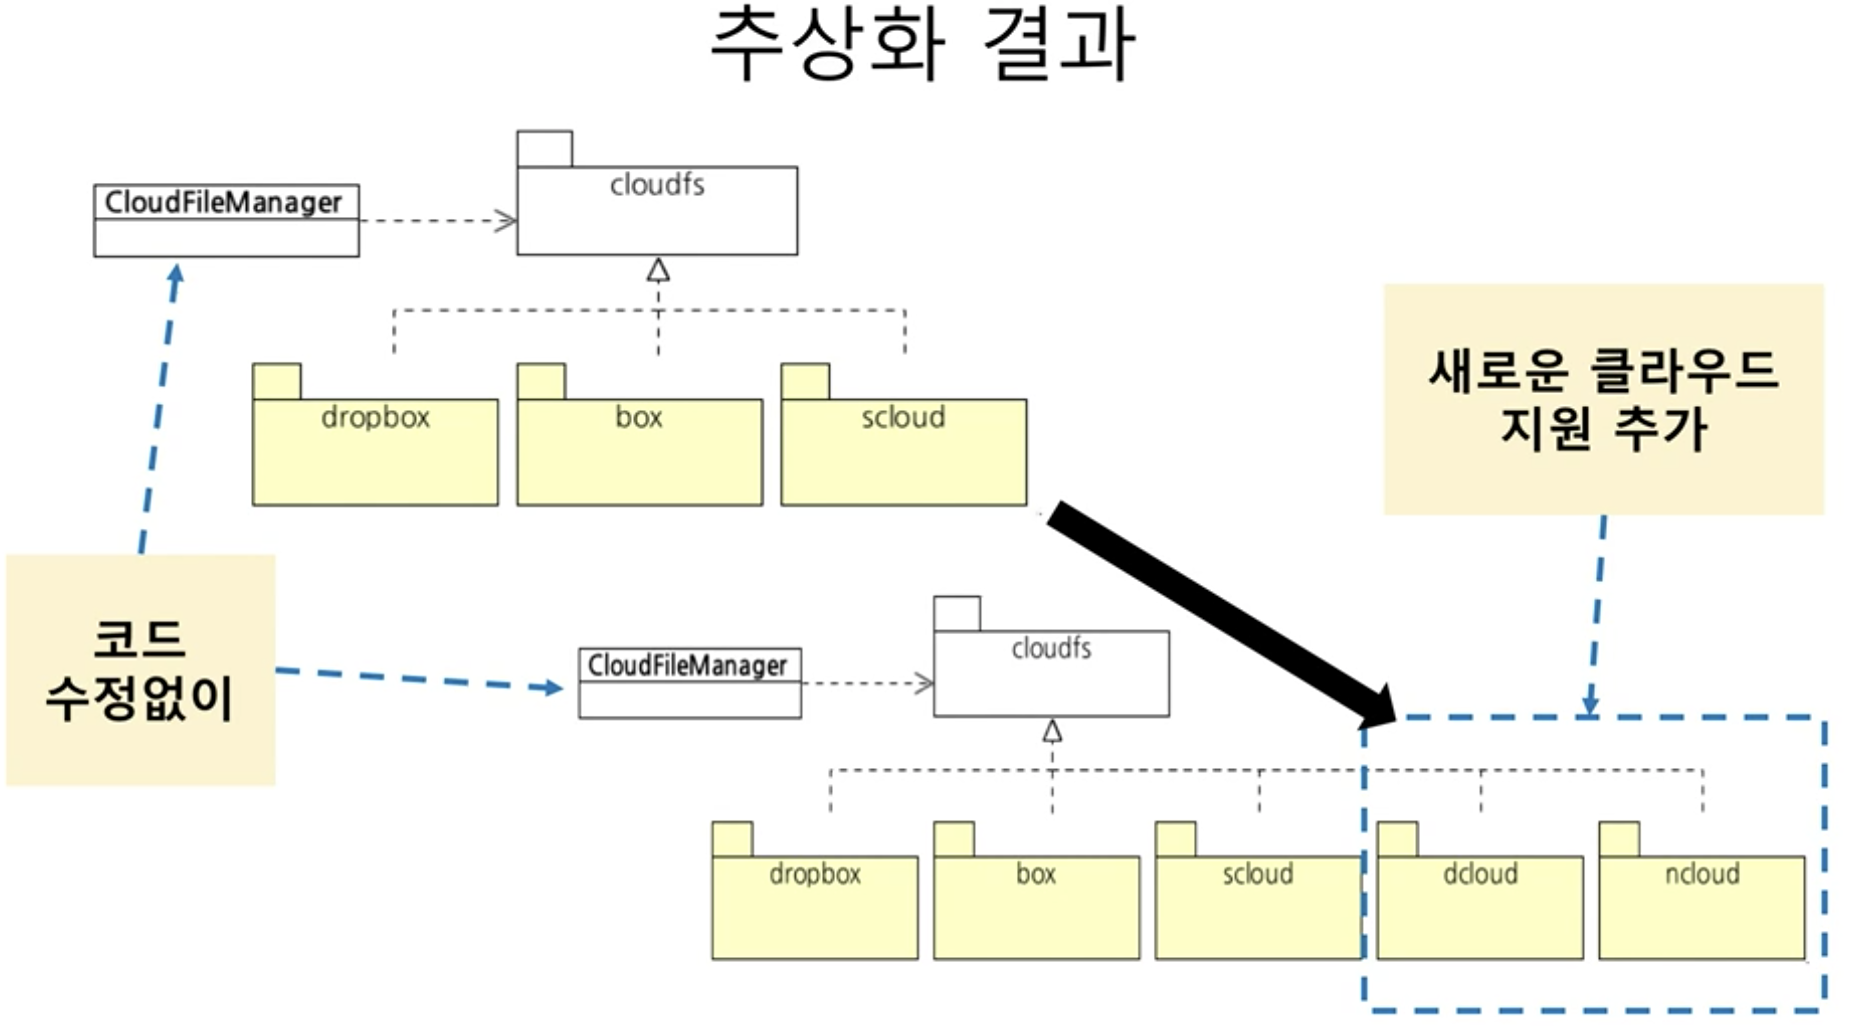 추상화 결과
CloudFileManager
cloudfs
dropbox
box
scloud
새로운 클라우드
지원 추가
코드
수정없이
CloudFileManager
cloudfs
dropbox
box
scloud
dcloud
ncloud